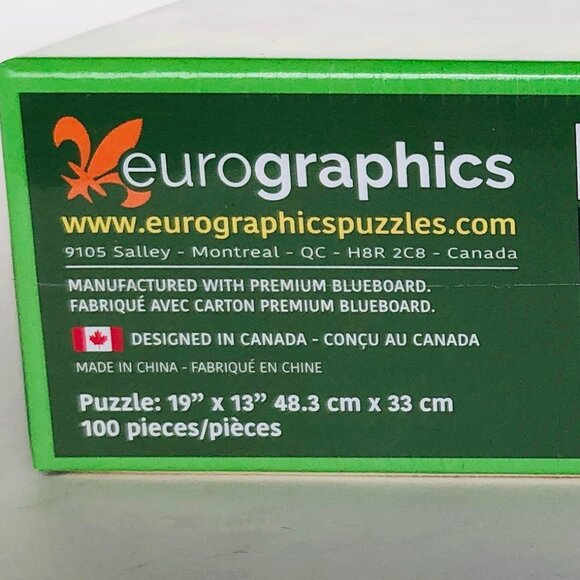 eurographics
www.eurographicspuzzles.com
9105 Salley - Montreal - QC - H8R 2C8 - Canada
MANUFACTURED WITH PREMIUM BLUEBOARD.
FABRIQUÉ AVEC CARTON PREMIUM BLUEBOARD.
DESIGNED IN CANADA - CONÇU AU CANADA
MADE IN CHINA - FABRIQUÉ EN CHINE
Puzzle: 19” x 13” 48.3 cm x 33 cm
100 pieces/pièces